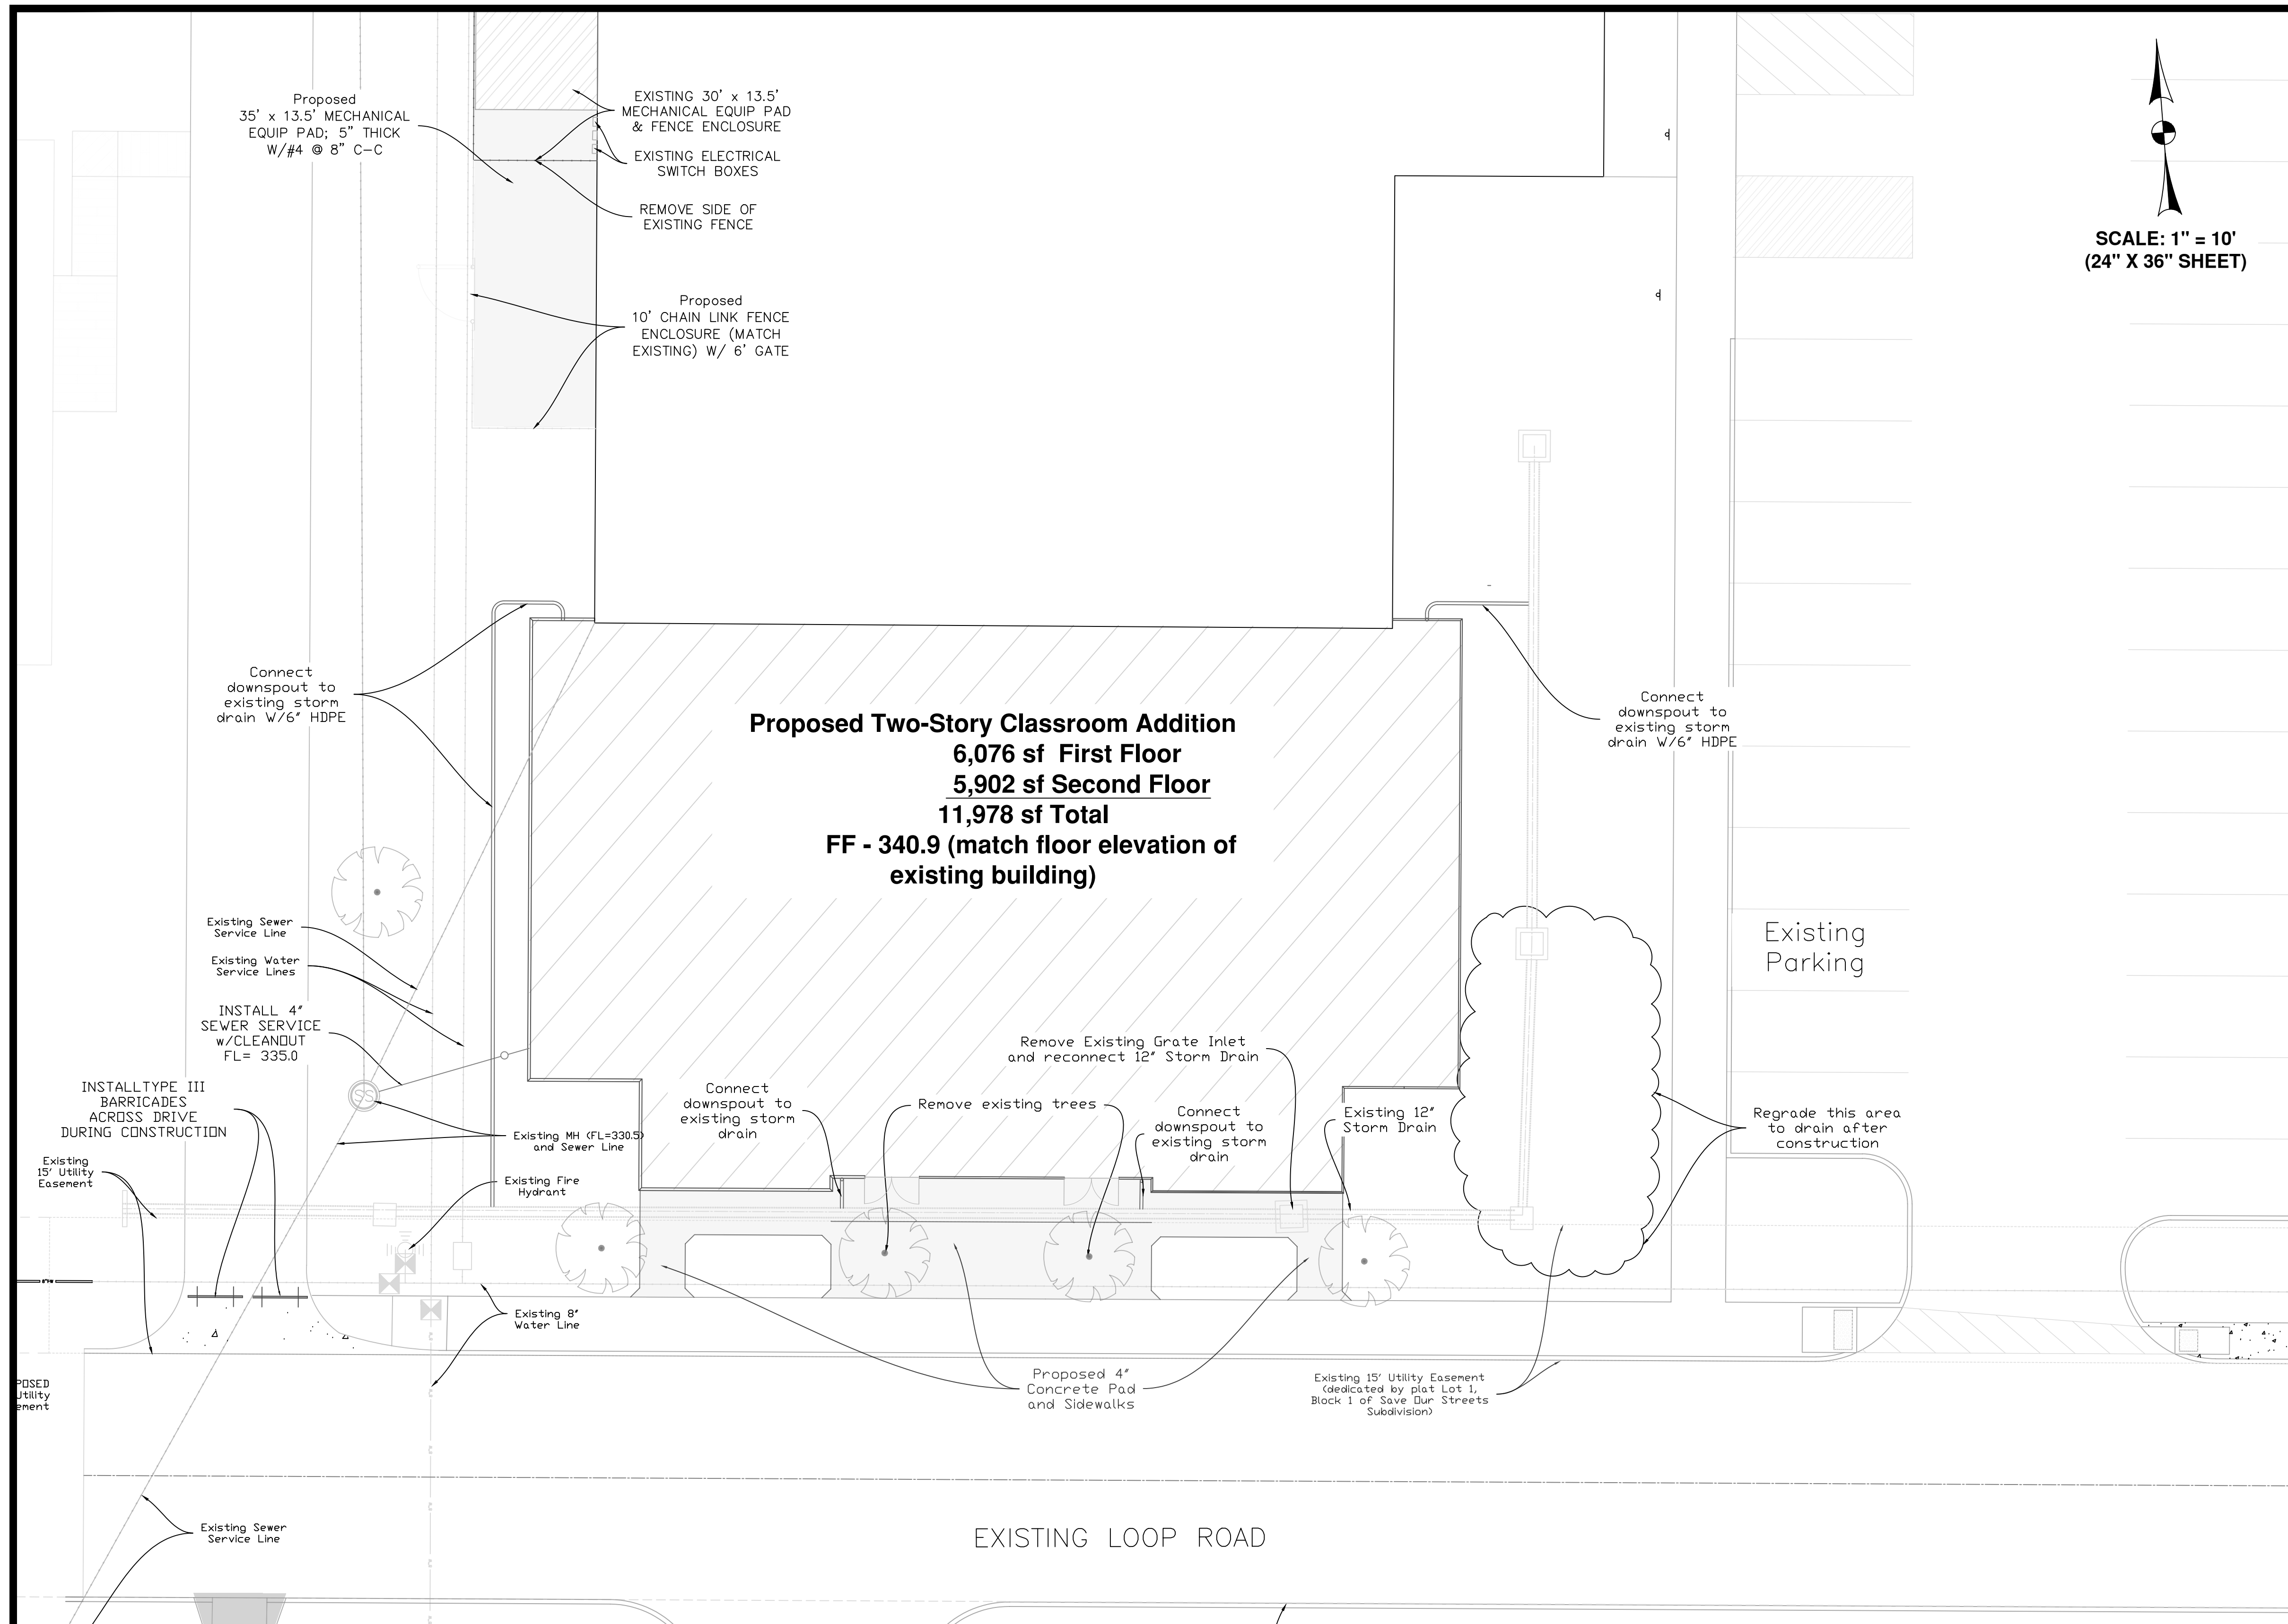 Proposed
35' x 13.5' MECHANICAL
EQUIP PAD; 5" THICK
W/#4 @ 8" C-C
EXISTING 30' x 13.5'
MECHANICAL EQUIP PAD
& FENCE ENCLOSURE
EXISTING ELECTRICAL
SWITCH BOXES
REMOVE SIDE OF
EXISTING FENCE
Proposed
10' CHAIN LINK FENCE
ENCLOSURE (MATCH
EXISTING) W/ 6' GATE
SCALE: 1" = 10'
(24" X 36" SHEET)
Connect
downspout to
existing storm
drain W/6" HDPE
Proposed Two-Story Classroom Addition
6,076 sf First Floor
5,902 sf Second Floor
11,978 sf Total
FF - 340.9 (match floor elevation of
existing building)
Connect
downspout to
existing storm
drain W/6" HDPE
Existing Sewer
Service Line
Existing Water
Service Lines
INSTALL 4"
SEWER SERVICE
w/CLEANOUT
FL= 335.0
SS
INSTALLTYPE III
BARRICADES
ACROSS DRIVE
DURING CONSTRUCTION
Existing MH (FL=330.5)
and Sewer Line
Existing
15' Utility
Easement
Existing Fire
Hydrant
Connect
downspout to
existing storm
drain
Remove existing trees
Remove Existing Grate Inlet
and reconnect 12" Storm Drain
Connect
downspout to
existing storm
drain
Existing 12"
Storm Drain
Existing
Parking
Regrade this area
to drain after
construction
Existing 8"
Water Line
Proposed 4"
Concrete Pad
and Sidewalks
Existing 15' Utility Easement
(dedicated by plat Lot 1,
Block 1 of Save Our Streets
Subdivision)
POSED
Utility
ement
Existing Sewer
Service Line
EXISTING LOOP ROAD